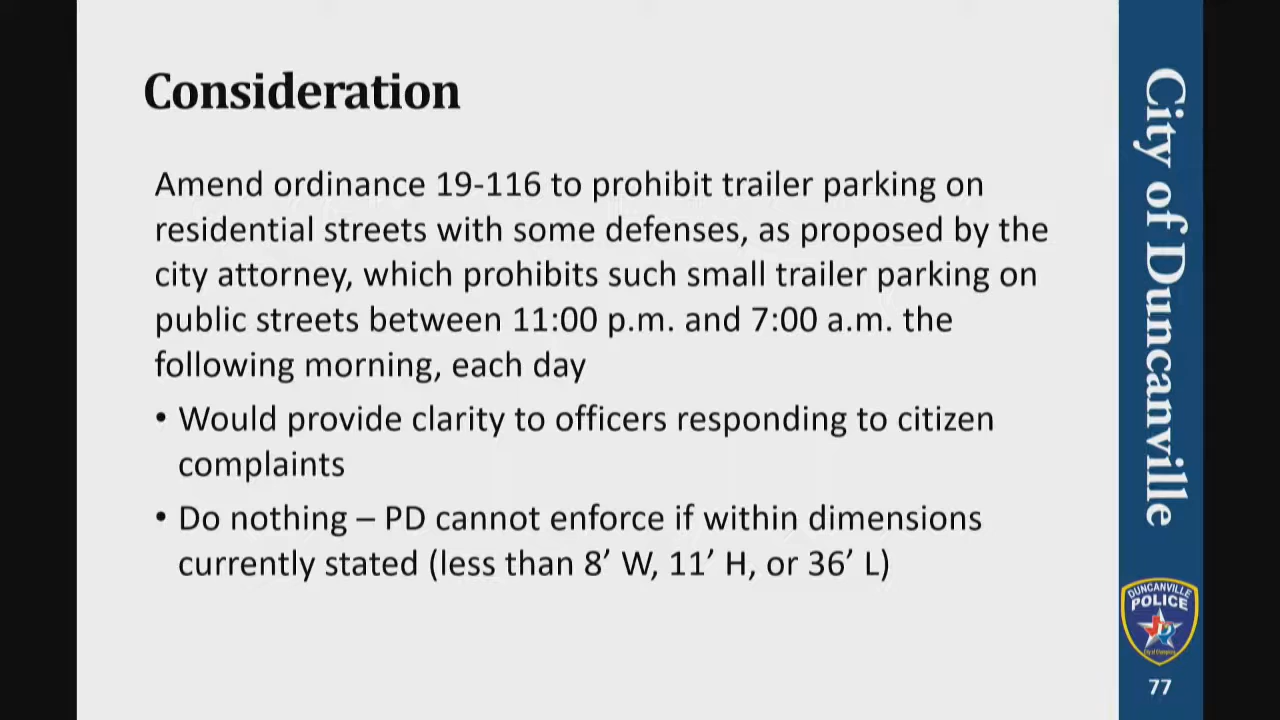 Consideration
Amend ordinance 19-116 to prohibit trailer parking on
residential streets with some defenses, as proposed by the
city attorney, which prohibits such small trailer parking on
public streets between 11:00 p.m. and 7:00 a.m. the
following morning, each day
• Would provide clarity to officers responding to citizen
complaints
• Do nothing – PD cannot enforce if within dimensions
currently stated (less than 8’ W, 11’ H, or 36’ L)
City of Duncanville
DUNCANVILLE
POLICE
City of Champions
77